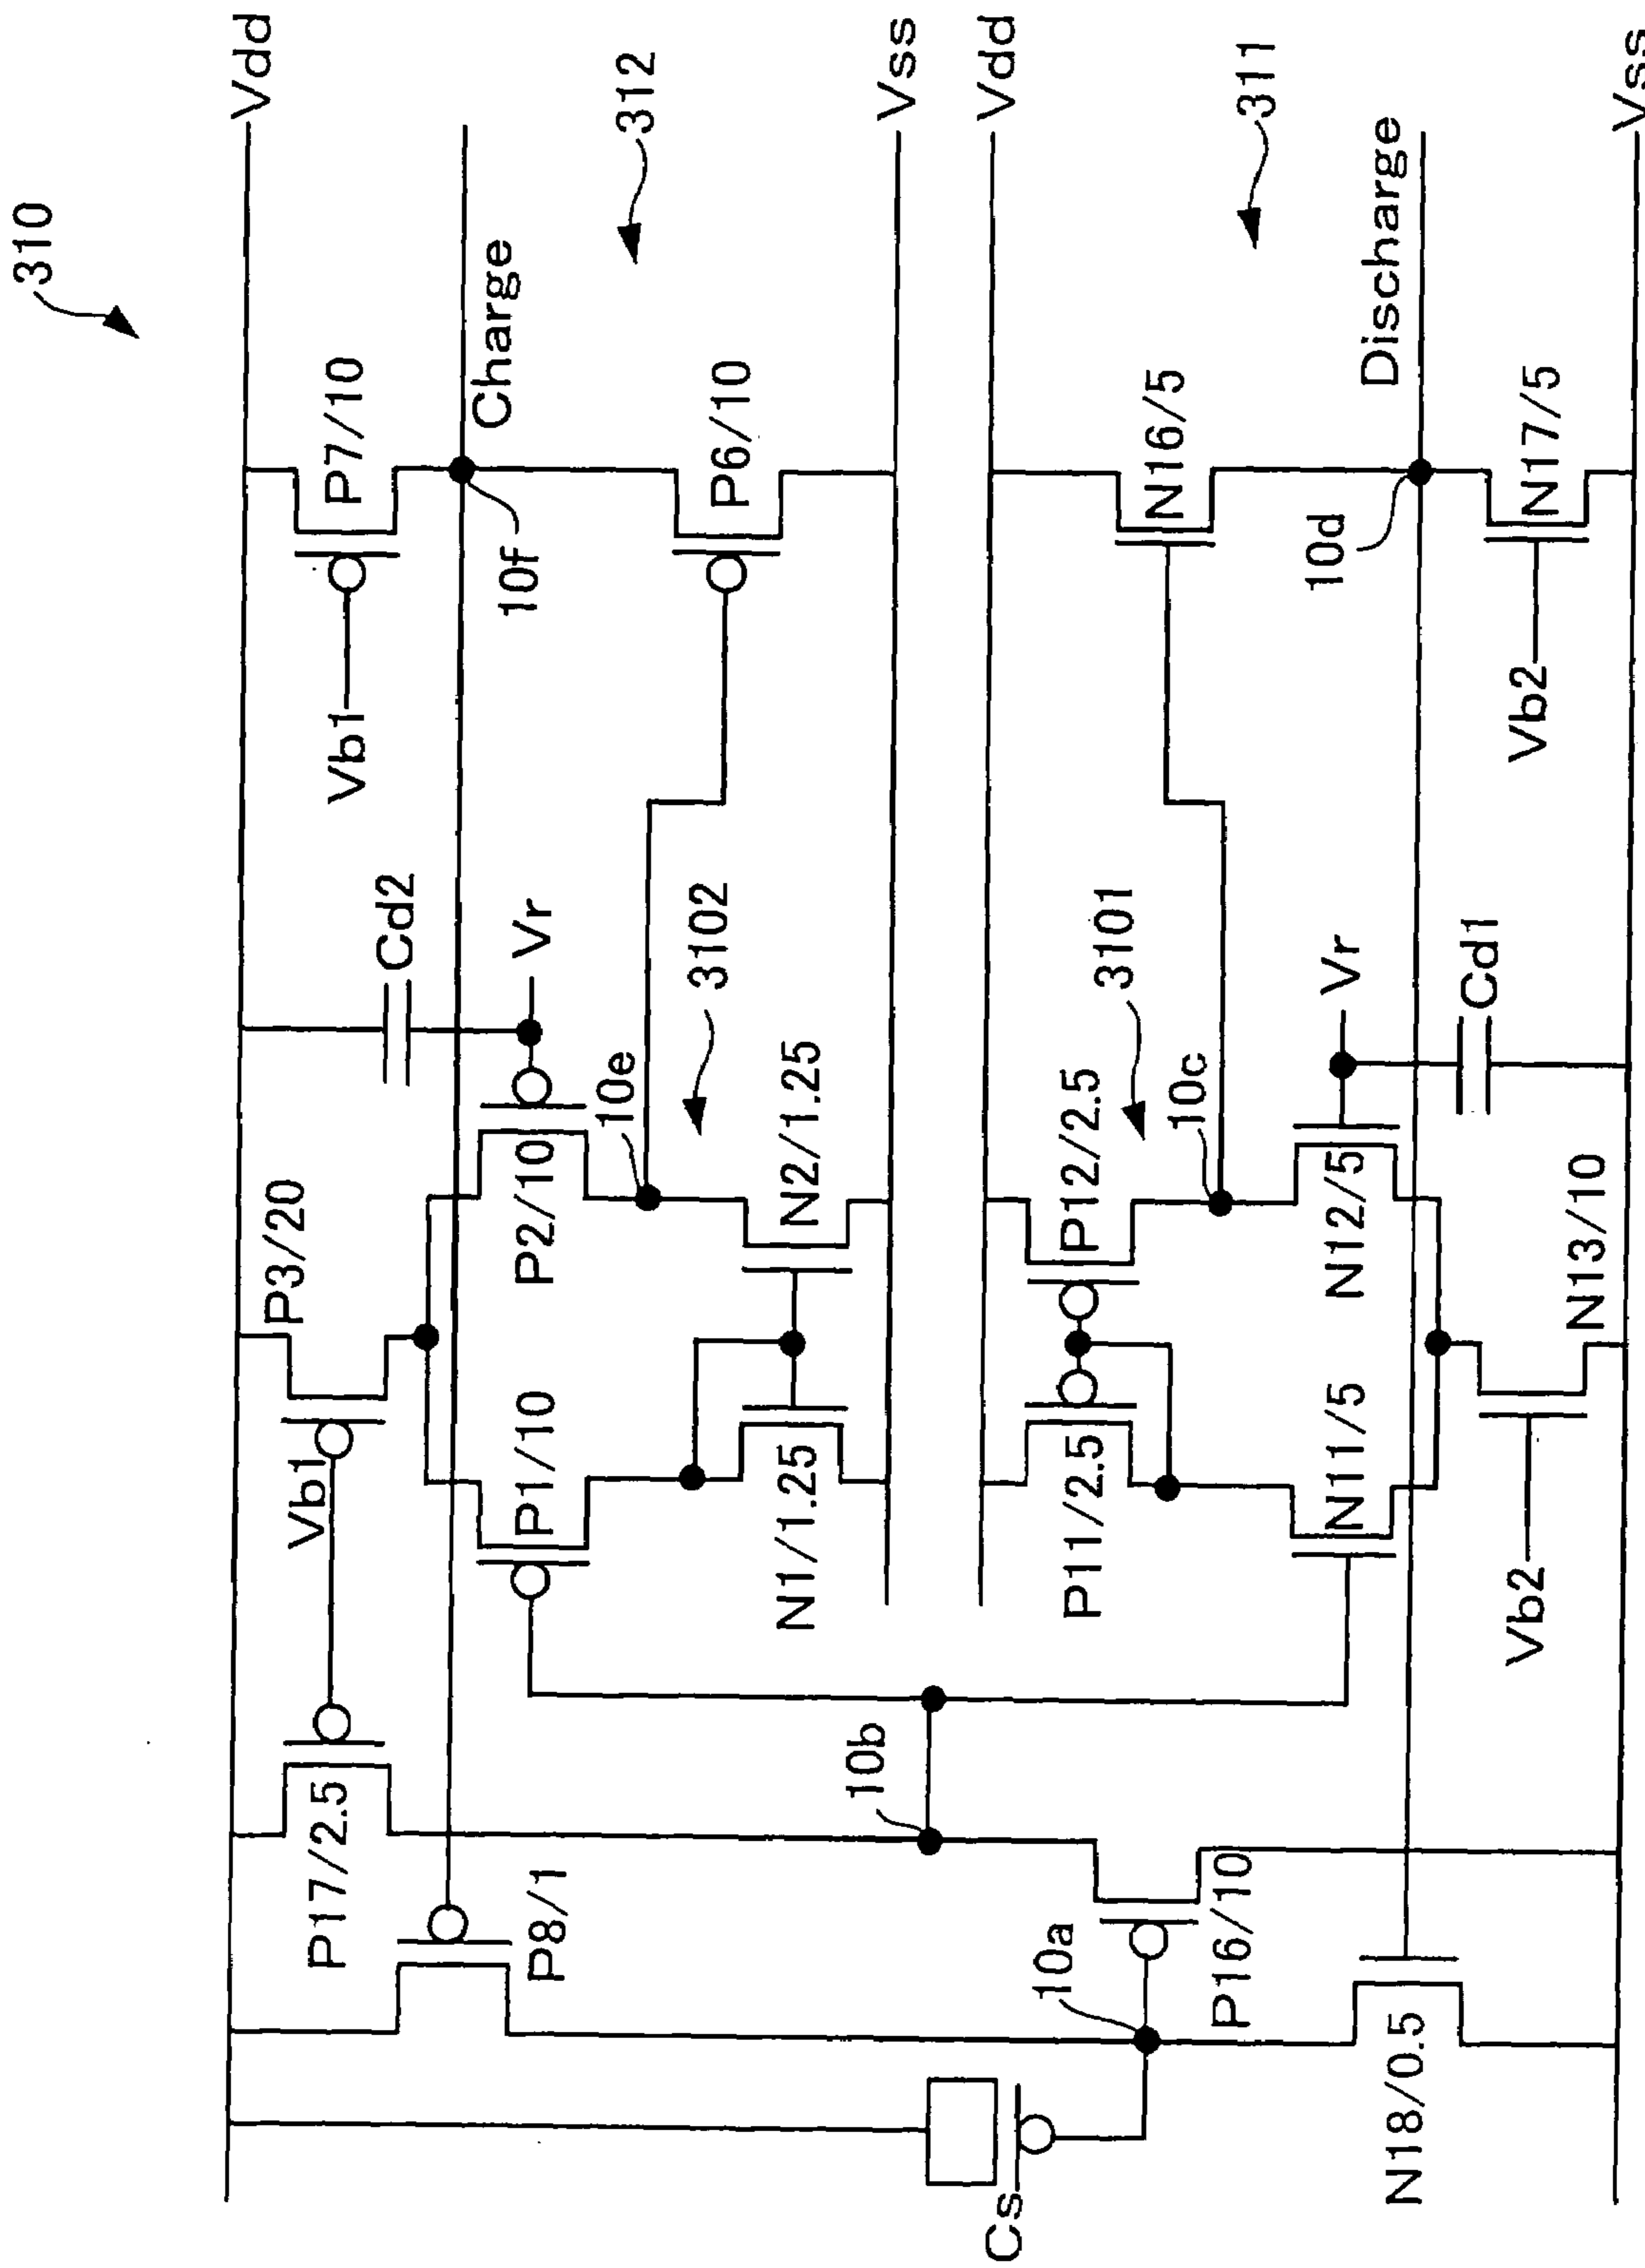 310
Vdd
Charge
312
Vss
Vdd
311
Discharge
Vss
P7/10
Vb1
10f
P6/10
N16/5
10d
N17/5
Vb2
Cd2
Vr
3102
3101
Vr
Cd1
P3/20
P2/10
10e
N2/1.25
P12/2.5
10c
N12/5
N13/10
Vb1
P1/10
N1/1.25
P11/2.5
N11/5
Vb2
P17/2.5
P8/1
10b
10a
P16/10
N18/0.5
Cs